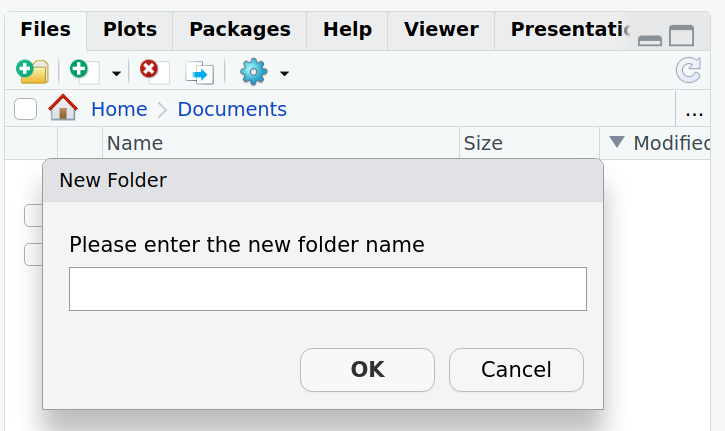 Files Plots Packages Help Viewer Presentatio
Home Documents ...
Name Size Modified
New Folder
Please enter the new folder name
OK Cancel